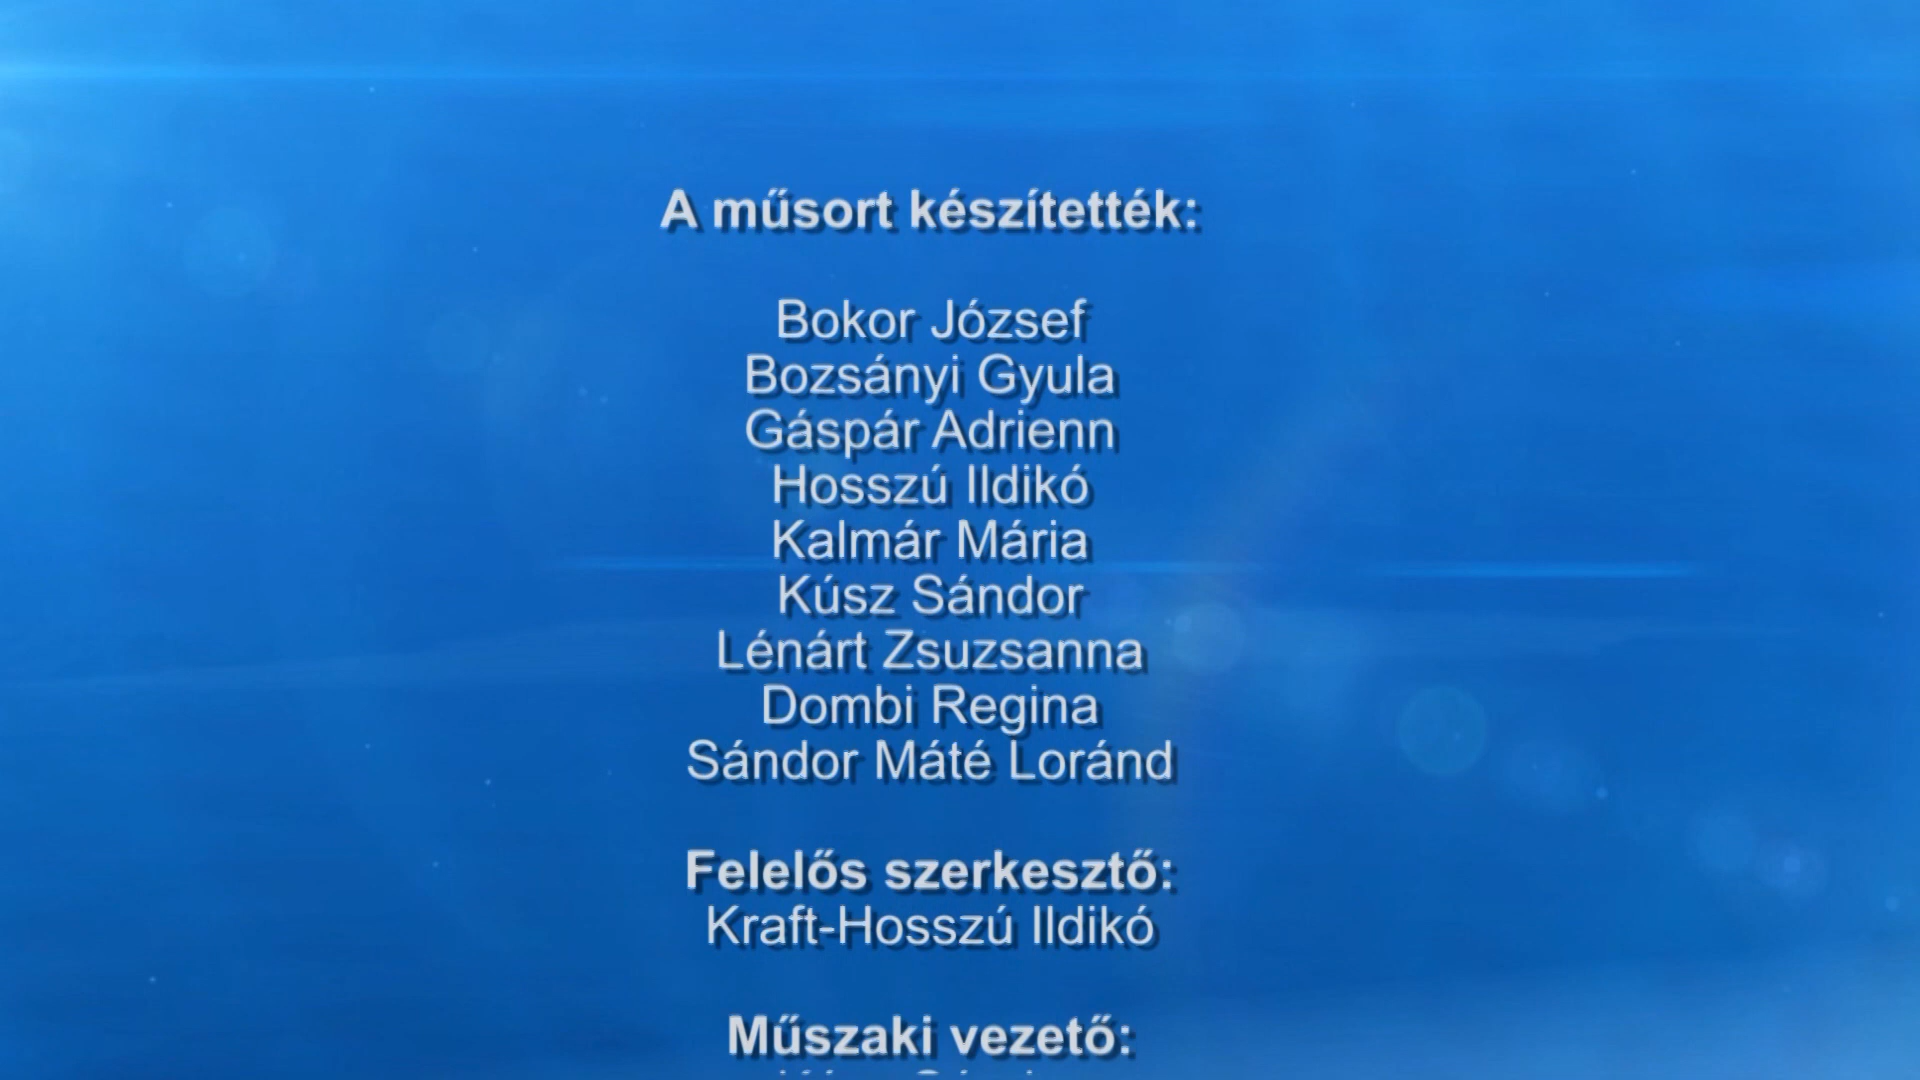 A műsort készítették:
Bokor József
Bozsányi Gyula
Gáspár Adrienn
Hosszú Ildikó
Kalmár Mária
Kúsz Sándor
Lénárt Zsuzsanna
Dombi Regina
Sándor Máté Loránd
Felelős szerkesztő:
Kraft-Hosszú Ildikó
Műszaki vezető: